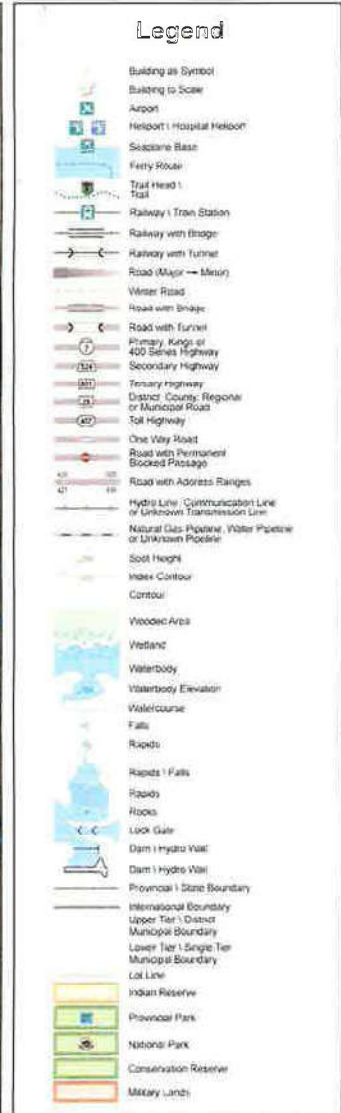 Legend
Building as Symbol
Building to Scale
Airport
Heliport \ Hospital Heliport
Seaplane Base
Ferry Route
Trail Head \
Trail
Railway \ Train Station
Railway with Bridge
Railway with Tunnel
Road (Major → Minor)
Winter Road
Road with Bridge
Road with Tunnel
7
Primary, Kings or
400 Series Highway
524
Secondary Highway
801
Tertiary Highway
District, County, Regional
or Municipal Road
407
Toll Highway
One Way Road
Road with Permanent
Blocked Passage
Road with Address Ranges
Hydro Line, Communication Line
or Unknown Transmission Line
Natural Gas Pipeline, Water Pipeline
or Unknown Pipeline
Spot Height
Index Contour
Contour
Wooded Area
Wetland
Waterbody
Waterbody Elevation
Watercourse
Falls
Rapids
Rapids \ Falls
Rapids
Rocks
Lock Gate
Dam \ Hydro Wall
Dam \ Hydro Wall
Provincial \ State Boundary
International Boundary
Upper Tier \ District
Municipal Boundary
Lower Tier \ Single Tier
Municipal Boundary
Lot Line
Indian Reserve
Provincial Park
National Park
Conservation Reserve
Military Lands